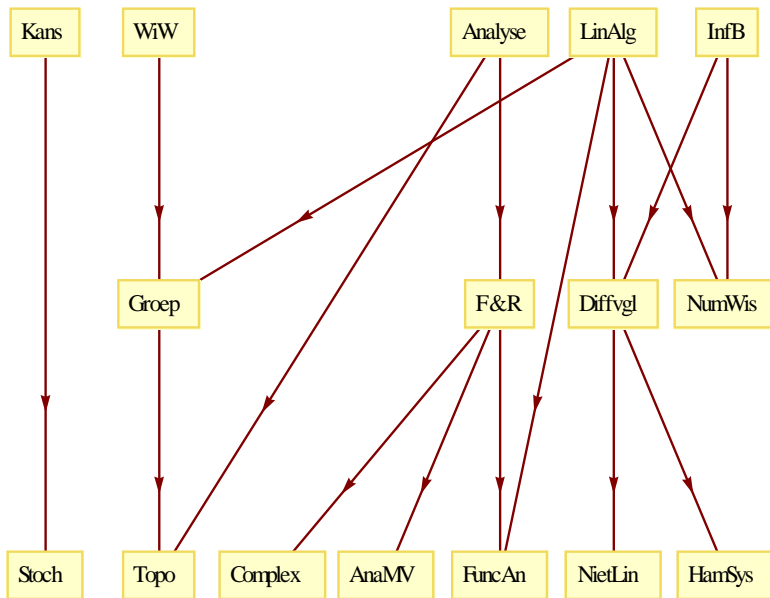 Kans
WiW
Analyse
LinAlg
InfB
Groep
F&R
Diffvgl
NumWis
Stoch
Topo
Complex
AnaMV
FuncAn
NietLin
HamSys